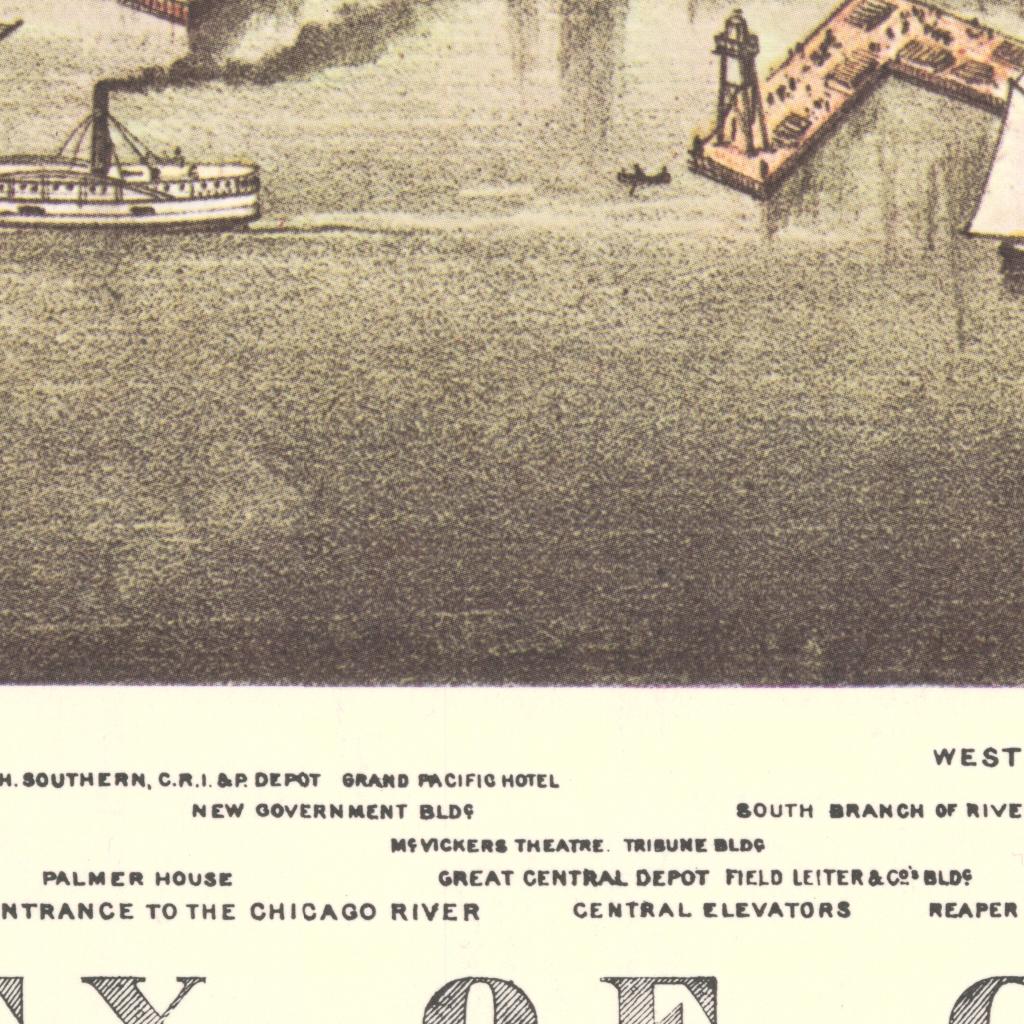 WEST
H. SOUTHERN, C.R.I. & P. DEPOT GRAND PACIFIC HOTEL
NEW GOVERNMENT BLDG SOUTH BRANCH OF RIVE
McVICKERS THEATRE. TRIBUNE BLDG
PALMER HOUSE GREAT CENTRAL DEPOT FIELD LEITER & Co's BLDG
NTRANCE TO THE CHICAGO RIVER CENTRAL ELEVATORS REAPER
Y OF C